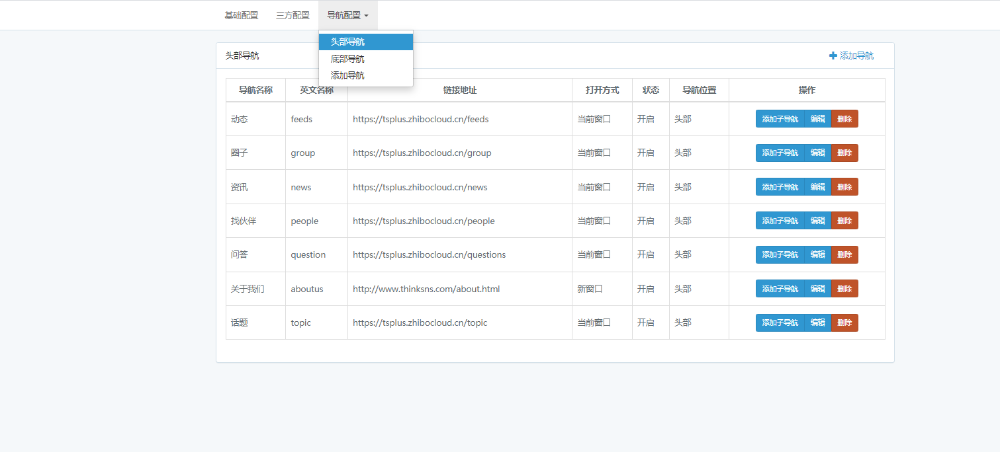 基础配置 三方配置 导航配置
头部导航
底部导航
添加导航
头部导航 添加导航
导航名称 英文名称 链接地址 打开方式 状态 导航位置 操作
动态 feeds https://tsplus.zhibocloud.cn/feeds 当前窗口 开启 头部 添加子导航 编辑 删除
圈子 group https://tsplus.zhibocloud.cn/group 当前窗口 开启 头部 添加子导航 编辑 删除
资讯 news https://tsplus.zhibocloud.cn/news 当前窗口 开启 头部 添加子导航 编辑 删除
找伙伴 people https://tsplus.zhibocloud.cn/people 当前窗口 开启 头部 添加子导航 编辑 删除
问答 question https://tsplus.zhibocloud.cn/questions 当前窗口 开启 头部 添加子导航 编辑 删除
关于我们 aboutus http://www.thinksns.com/about.html 新窗口 开启 头部 添加子导航 编辑 删除
话题 topic https://tsplus.zhibocloud.cn/topic 当前窗口 开启 头部 添加子导航 编辑 删除